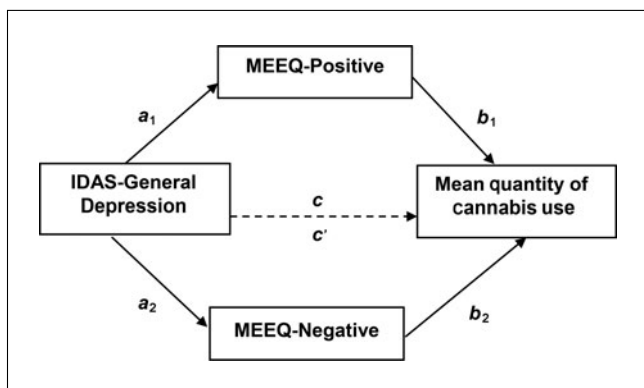 MEEQ-Positive
a1
b1
IDAS-General
Depression
c
c'
Mean quantity of
cannabis use
a2
b2
MEEQ-Negative